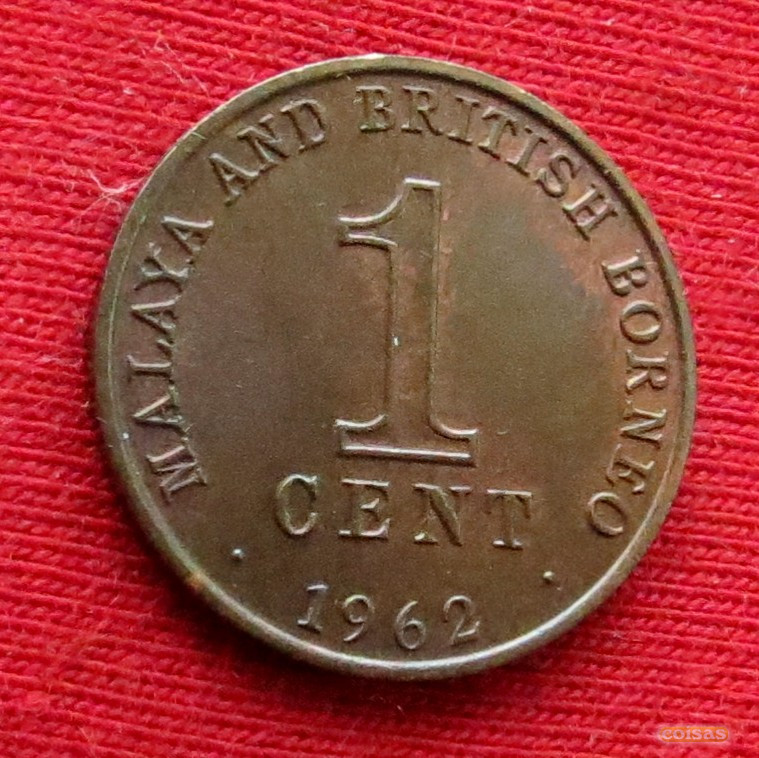 MALAYA AND BRITISH BORNEO
1
CENT
1962
coisas